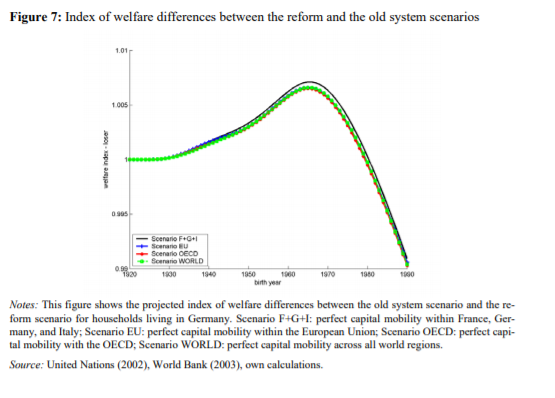 Figure 7: Index of welfare differences between the reform and the old system scenarios
1.01
1.005
1
0.995
0.99
welfare index - loser
Scenario F+G+I
Scenario EU
Scenario OECD
Scenario WORLD
1920 1930 1940 1950 1960 1970 1980 1990
birth year
Notes: This figure shows the projected index of welfare differences between the old system scenario and the re-
form scenario for households living in Germany. Scenario F+G+I: perfect capital mobility within France, Ger-
many, and Italy; Scenario EU: perfect capital mobility within the European Union; Scenario OECD: perfect capi-
tal mobility with the OECD; Scenario WORLD: perfect capital mobility across all world regions.
Source: United Nations (2002), World Bank (2003), own calculations.